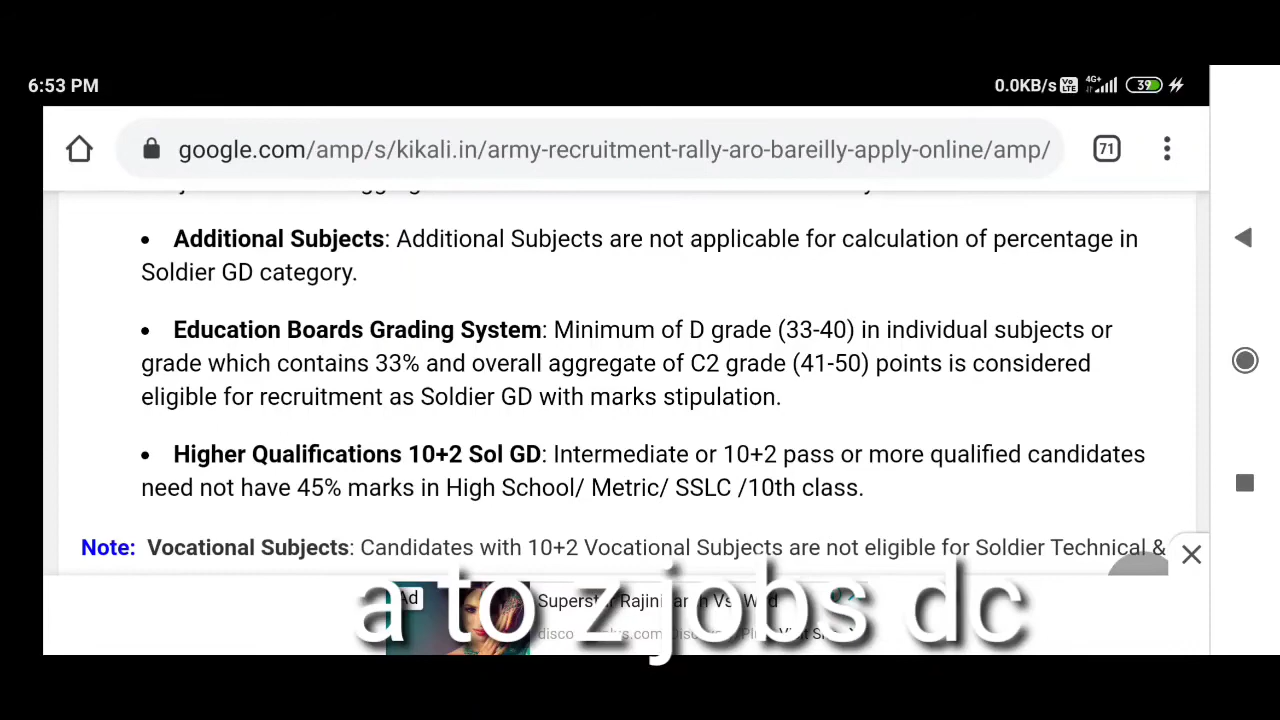 6:53 PM
0.0KB/s Vo LTE 4G+ 39
google.com/amp/s/kikali.in/army-recruitment-rally-aro-bareilly-apply-online/amp/
71
• Additional Subjects: Additional Subjects are not applicable for calculation of percentage in
Soldier GD category.
• Education Boards Grading System: Minimum of D grade (33-40) in individual subjects or
grade which contains 33% and overall aggregate of C2 grade (41-50) points is considered
eligible for recruitment as Soldier GD with marks stipulation.
• Higher Qualifications 10+2 Sol GD: Intermediate or 10+2 pass or more qualified candidates
need not have 45% marks in High School/ Metric/ SSLC /10th class.
Note: Vocational Subjects: Candidates with 10+2 Vocational Subjects are not eligible for Soldier Technical &
Ad
a to z jobs dc